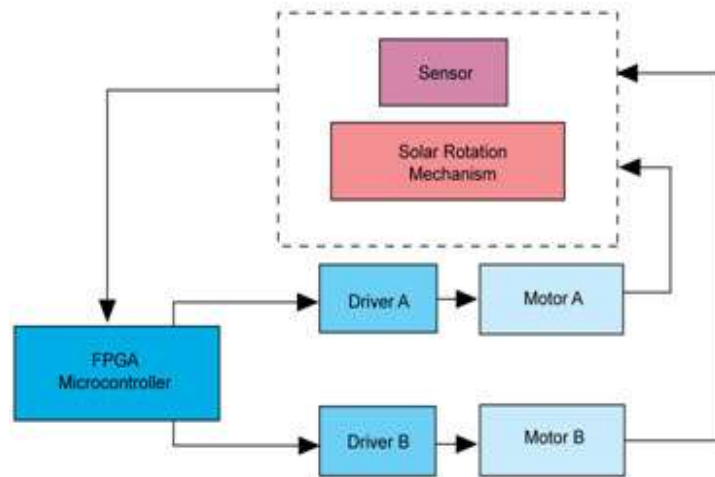 Sensor
Solar Rotation
Mechanism
Driver A
Motor A
FPGA
Microcontroller
Driver B
Motor B